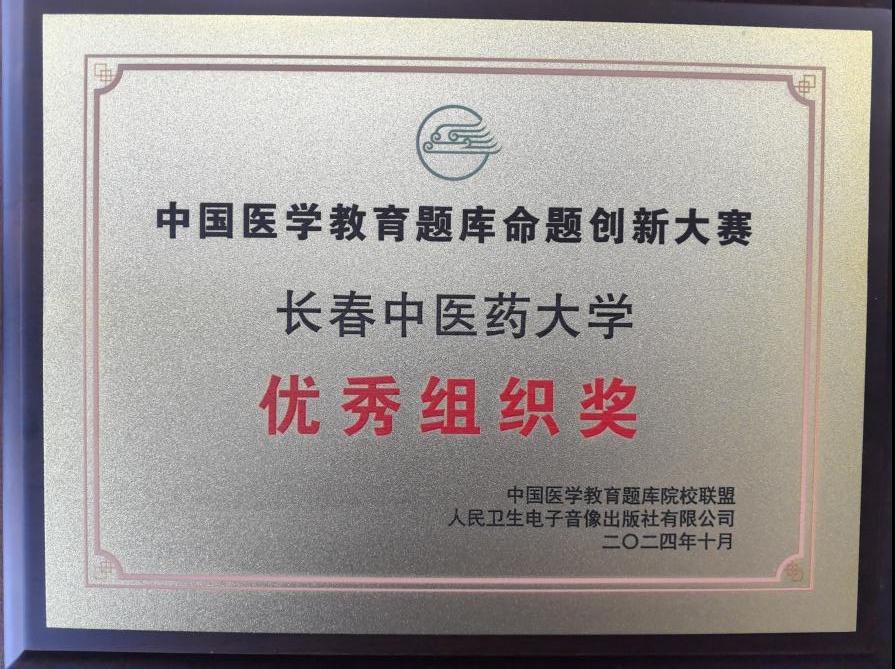 中国医学教育题库命题创新大赛
长春中医药大学
优秀组织奖
中国医学教育题库院校联盟
人民卫生电子音像出版社有限公司
二〇二四年十月